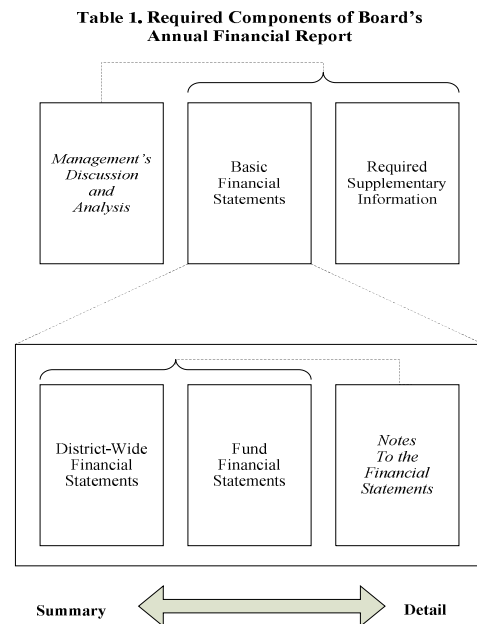 Table 1. Required Components of Board's
Annual Financial Report
Management's
Discussion
and
Analysis
Basic
Financial
Statements
Required
Supplementary
Information
District-Wide
Financial
Statements
Fund
Financial
Statements
Notes
To the
Financial
Statements
Summary
Detail